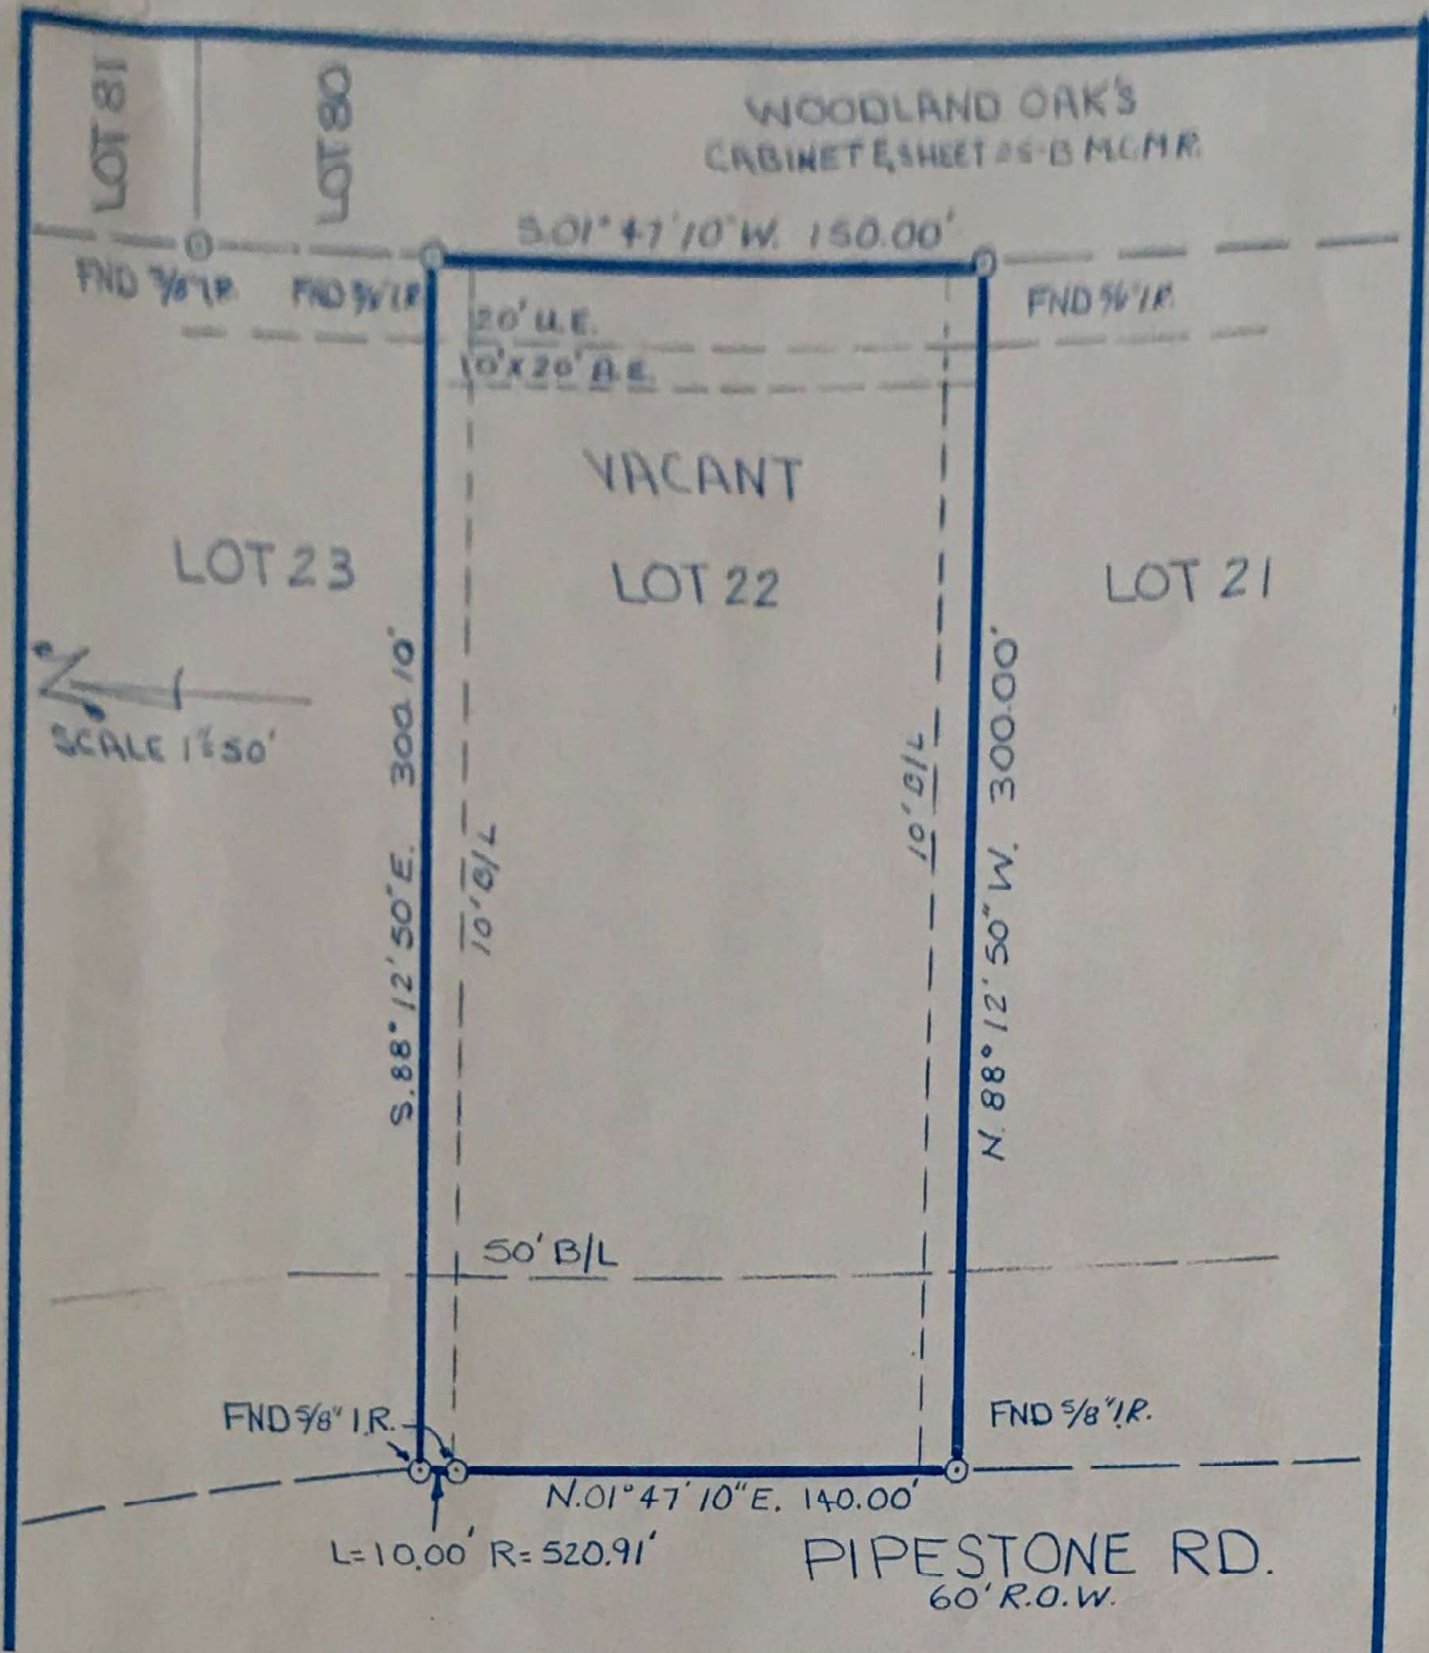 LOT 81
LOT 80
WOODLAND OAK'S
CABINET E, SHEET B M.C.M.R.
S.01°47'10"W. 150.00'
FND 5/8" I.R.
FND 5/8" I.R.
FND 5/8" I.R.
20' U.E.
10' X 20' A.E.
VACANT
LOT 23
LOT 22
LOT 21
SCALE 1"=50'
S.88°12'50"E. 300.10'
10' B/L
10' B/L
N.88°12'50"W. 300.00'
50' B/L
FND 5/8" I.R.
FND 5/8" I.R.
N.01°47'10"E. 140.00'
L=10.00' R=520.91'
PIPESTONE RD.
60' R.O.W.